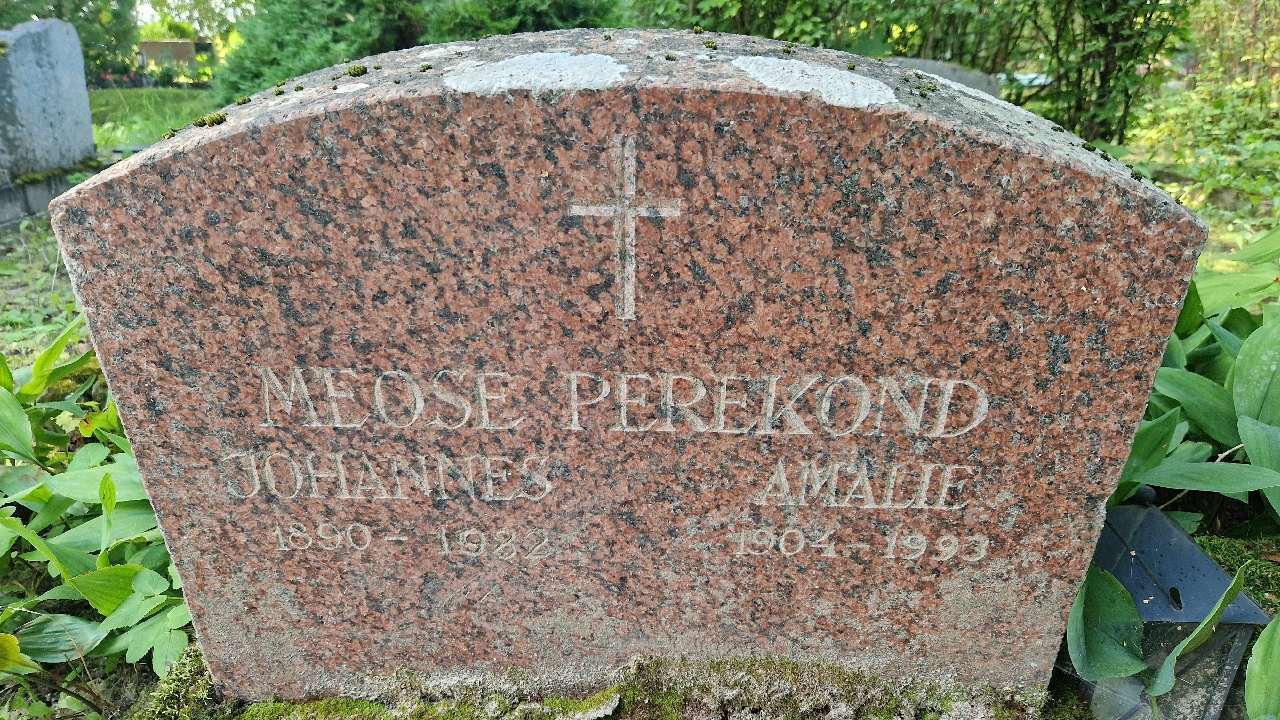 MEOSE PEREKOND
JOHANNES AMALIE
1890 - 1982 1904 - 1993